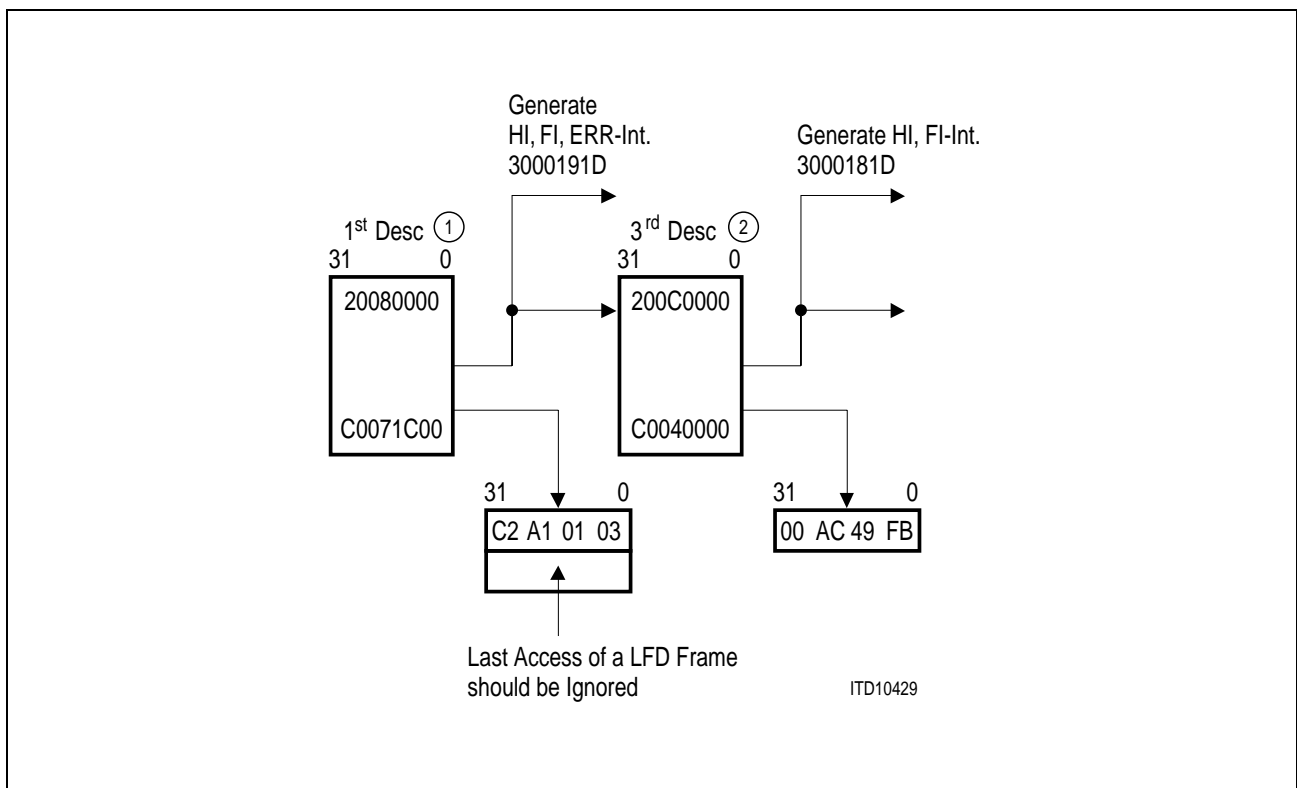 Generate
HI, FI, ERR-Int.
3000191D
Generate HI, FI-Int.
3000181D
1st Desc 1
31 0
20080000
C0071C00
3rd Desc 2
31 0
200C0000
C0040000
31 0
C2 A1 01 03
31 0
00 AC 49 FB
Last Access of a LFD Frame
should be Ignored
ITD10429